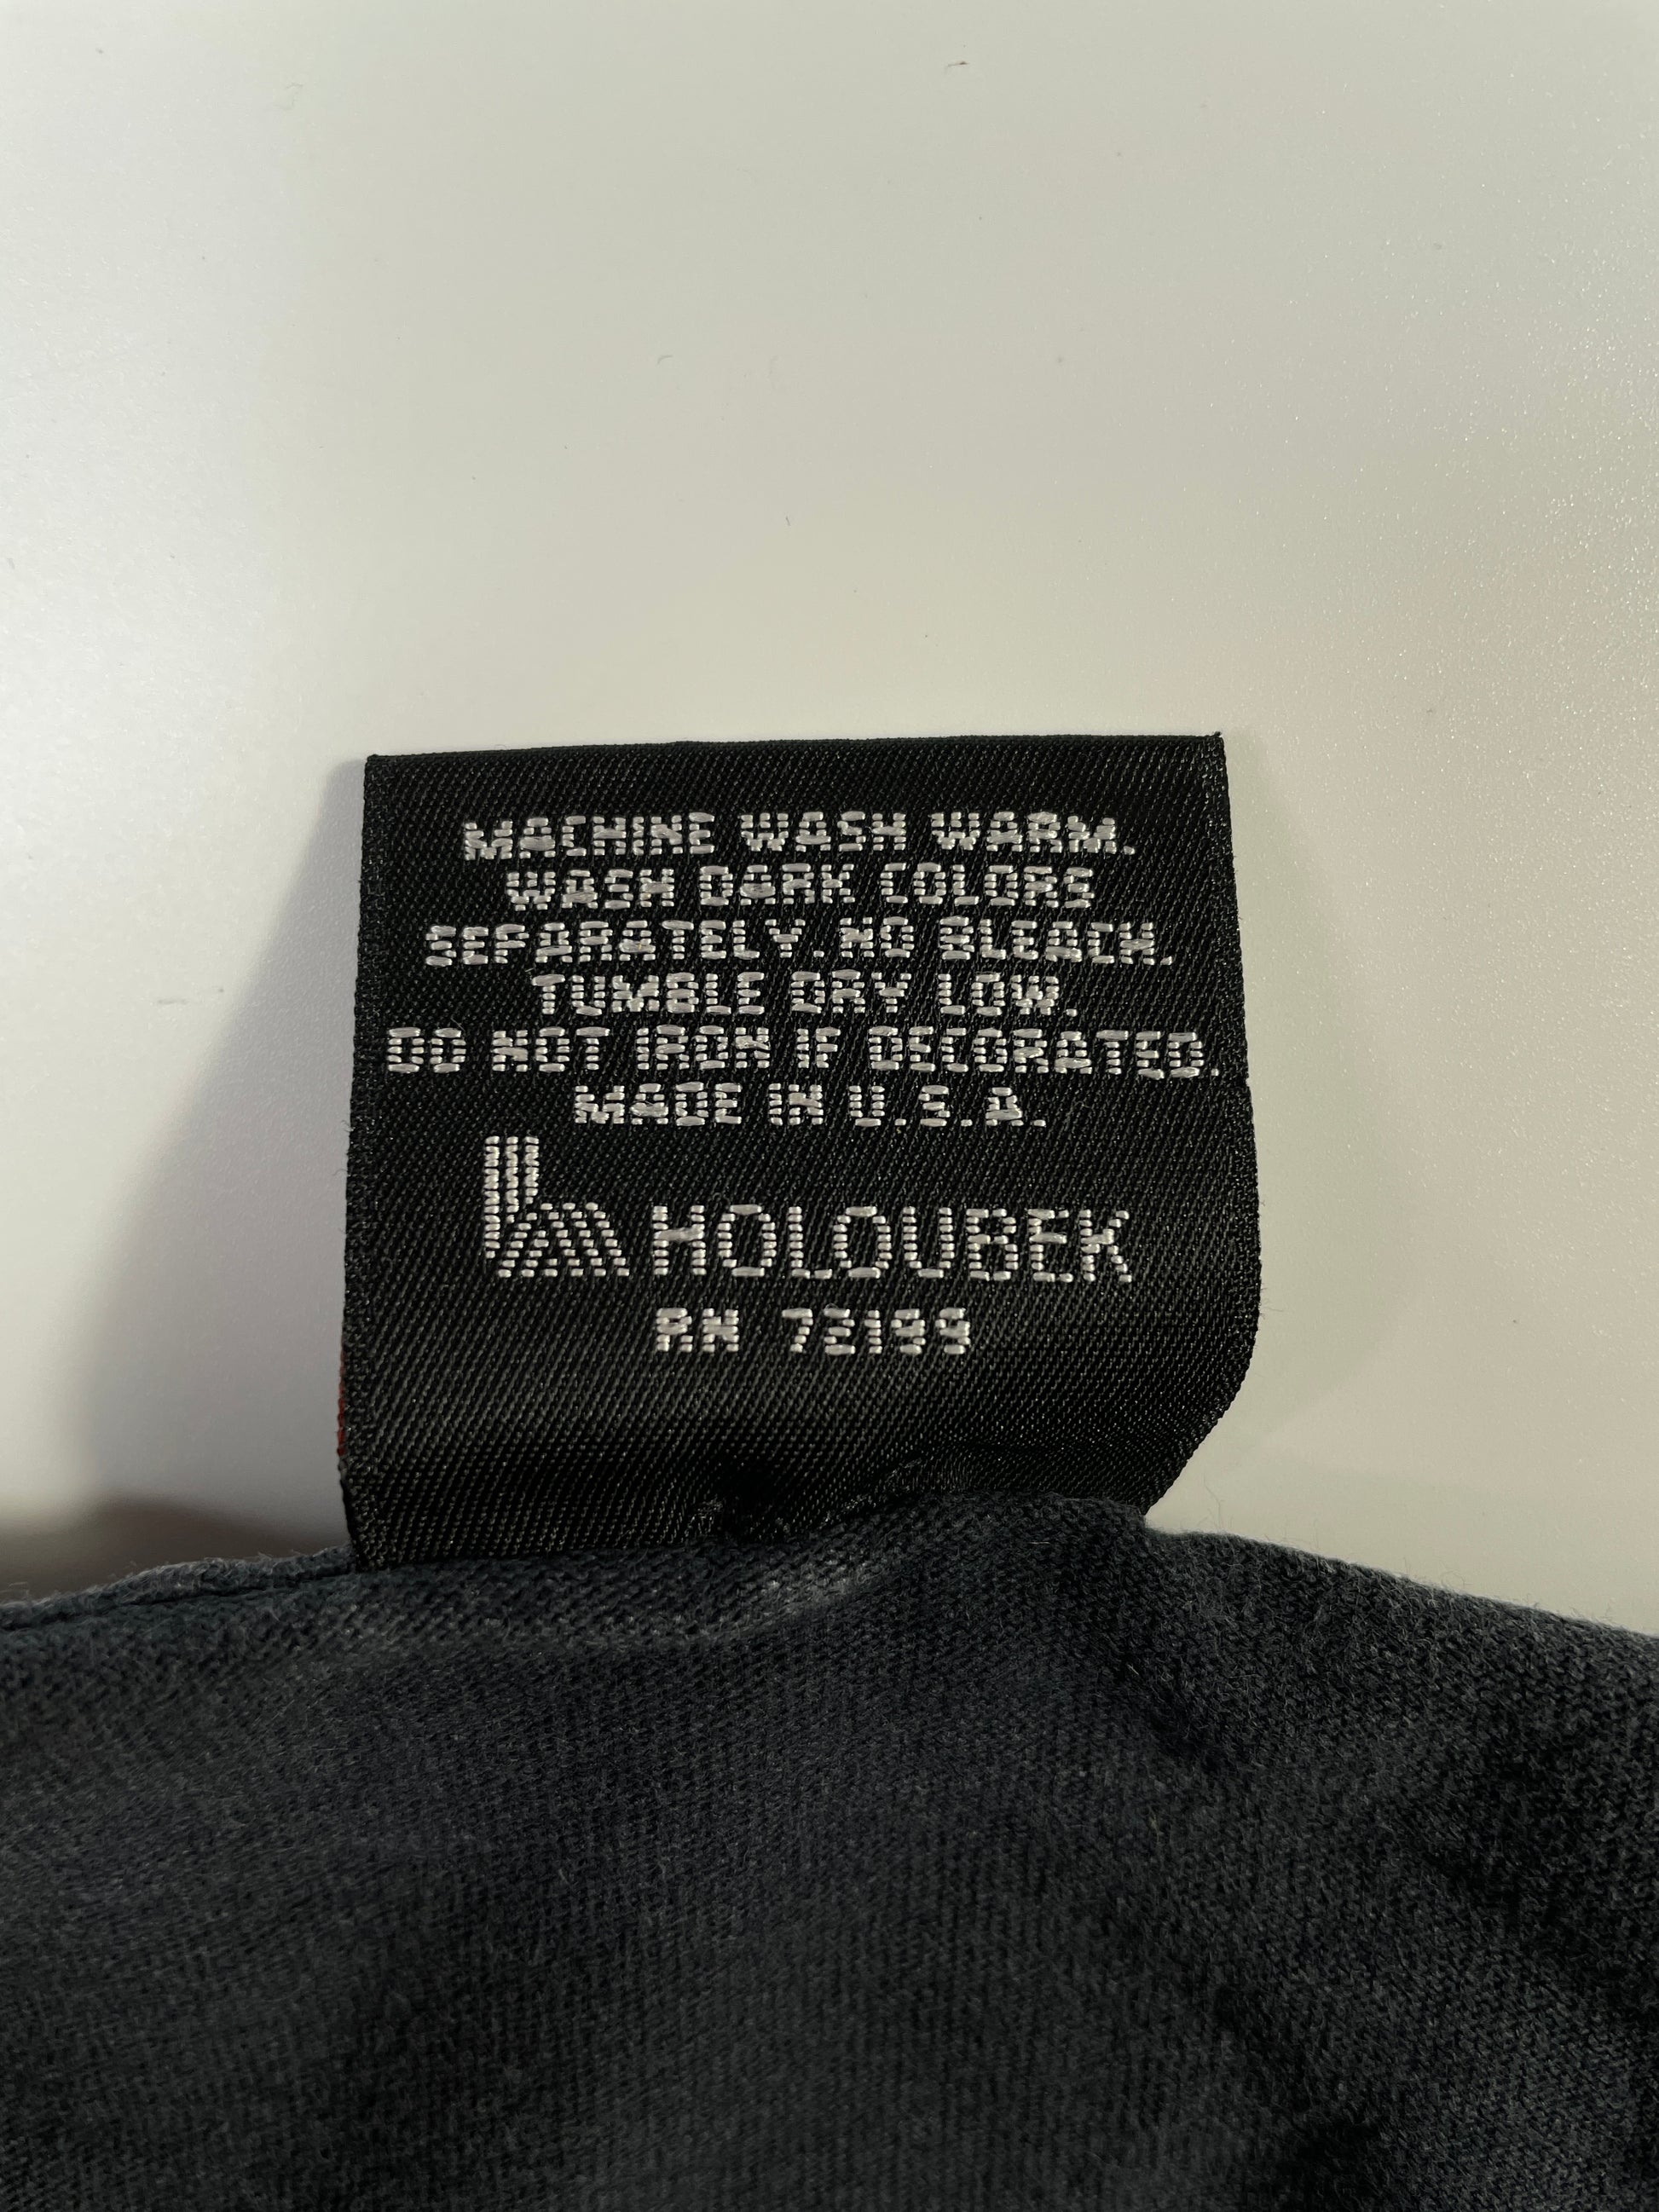 MACHINE WASH WARM.
WASH DARK COLORS
SEPARATELY. NO BLEACH.
TUMBLE DRY LOW.
DO NOT IRON IF DECORATED.
MADE IN U.S.A.
HOLOUBEK
RN 72199